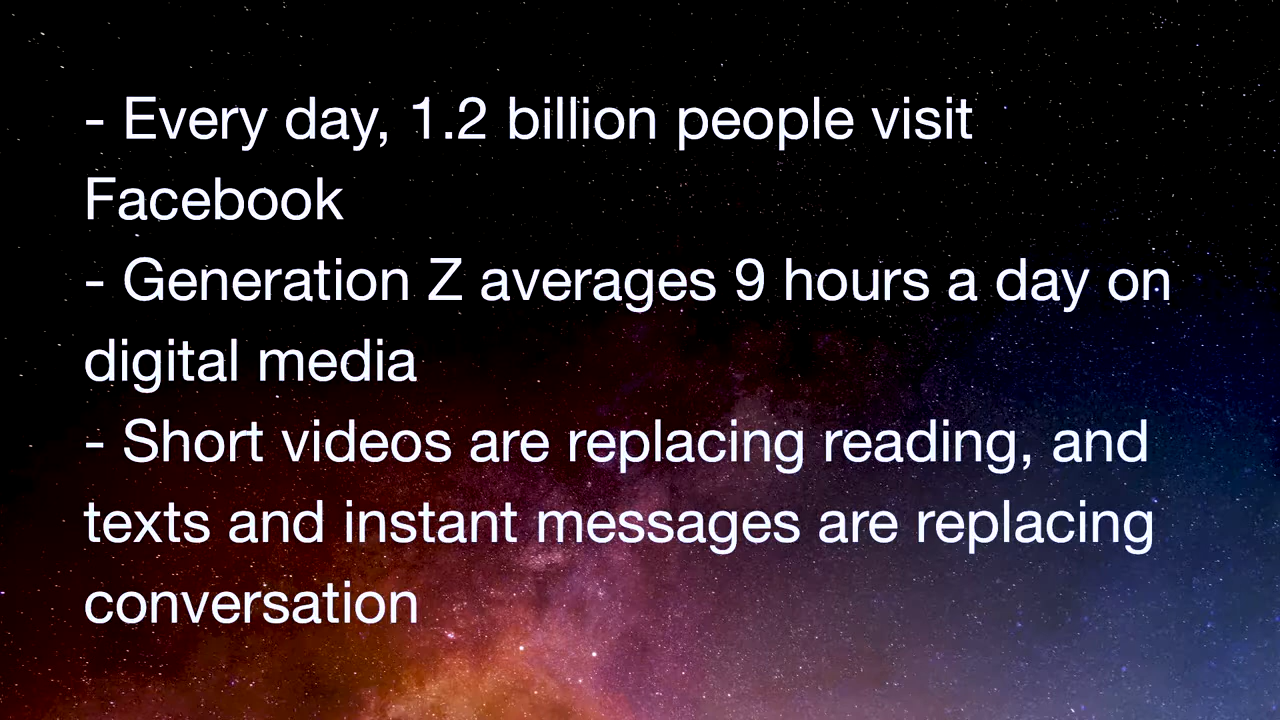 - Every day, 1.2 billion people visit
Facebook
- Generation Z averages 9 hours a day on
digital media
- Short videos are replacing reading, and
texts and instant messages are replacing
conversation